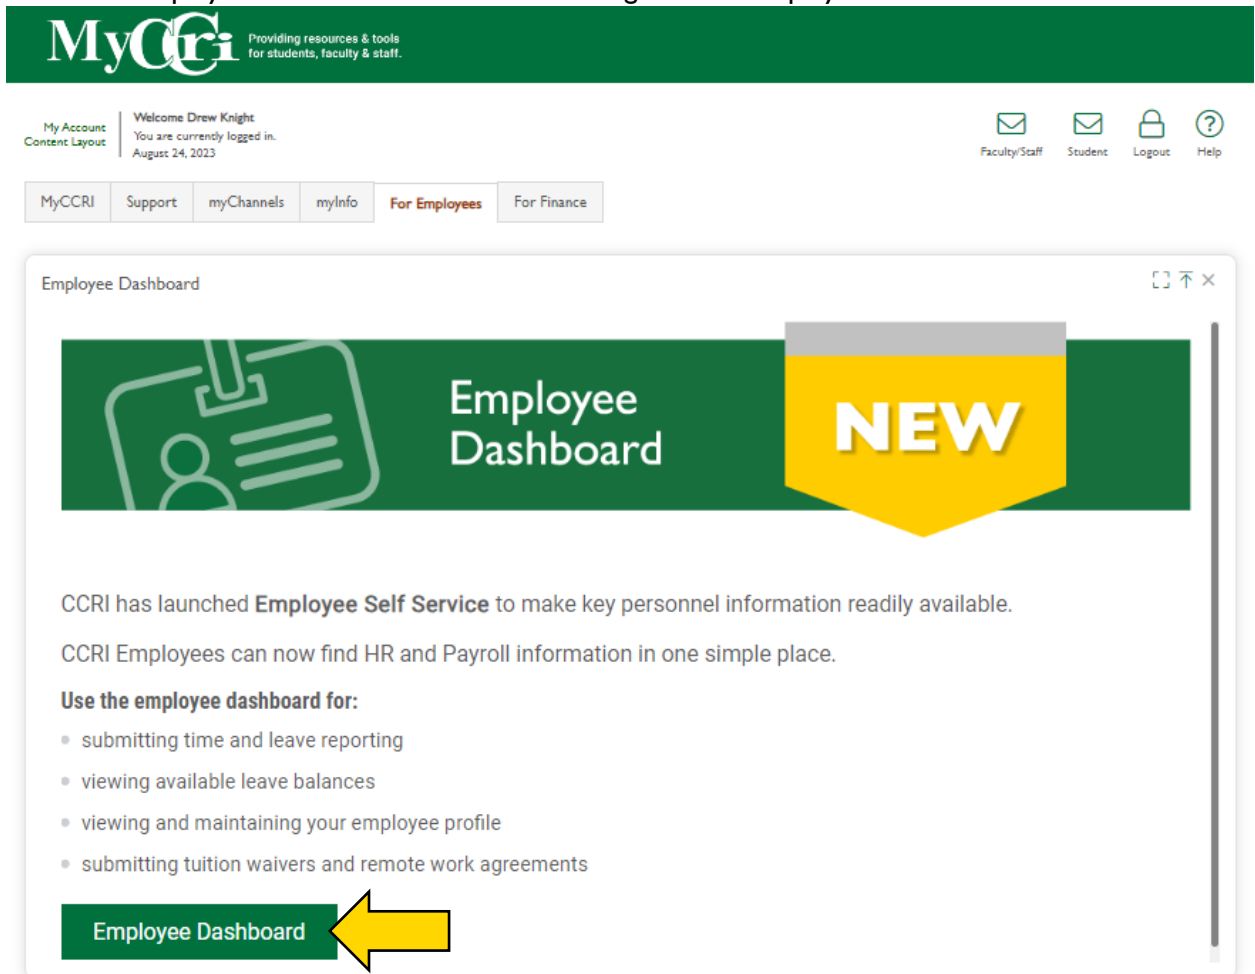 MyCCRi
Providing resources & tools
for students, faculty & staff.
My Account
Content Layout
Welcome Drew Knight
You are currently logged in.
August 24, 2023
Faculty/Staff
Student
Logout
Help
MyCCRI
Support
myChannels
myInfo
For Employees
For Finance
Employee Dashboard
Employee
Dashboard
NEW
CCRI has launched Employee Self Service to make key personnel information readily available.
CCRI Employees can now find HR and Payroll information in one simple place.
Use the employee dashboard for:
submitting time and leave reporting
viewing available leave balances
viewing and maintaining your employee profile
submitting tuition waivers and remote work agreements
Employee Dashboard